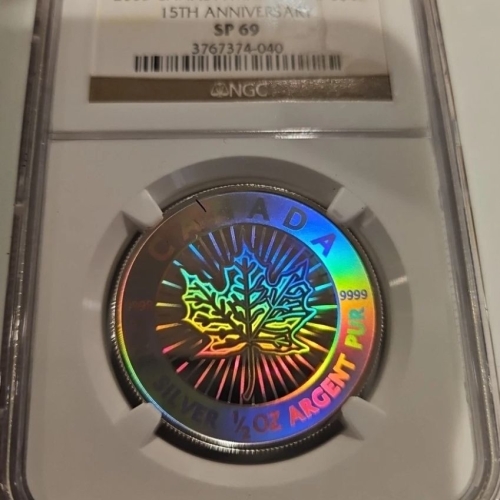 15TH ANNIVERSARY
SP 69
3767374-040
NGC
CANADA
9999
SILVER ½ OZ ARGENT PUR